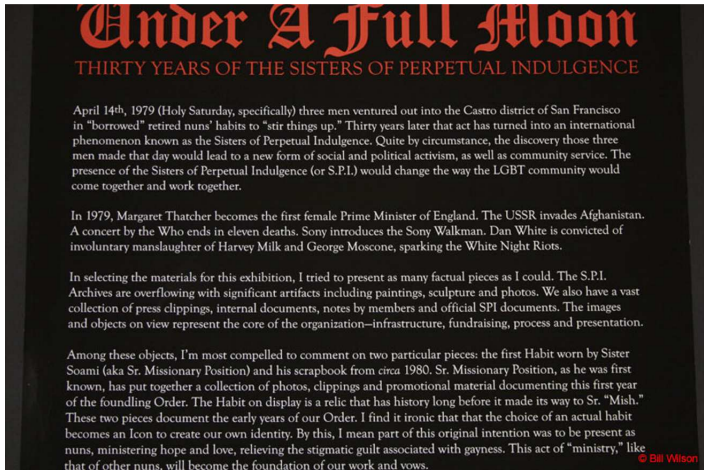 Under A Full Moon
THIRTY YEARS OF THE SISTERS OF PERPETUAL INDULGENCE
April 14th, 1979 (Holy Saturday, specifically) three men ventured out into the Castro district of San Francisco
in “borrowed” retired nuns’ habits to “stir things up.” Thirty years later that act has turned into an international
phenomenon known as the Sisters of Perpetual Indulgence. Quite by circumstance, the discovery those three
men made that day would lead to a new form of social and political activism, as well as community service. The
presence of the Sisters of Perpetual Indulgence (or S.P.I.) would change the way the LGBT community would
come together and work together.
In 1979, Margaret Thatcher becomes the first female Prime Minister of England. The USSR invades Afghanistan.
A concert by the Who ends in eleven deaths. Sony introduces the Sony Walkman. Dan White is convicted of
involuntary manslaughter of Harvey Milk and George Moscone, sparking the White Night Riots.
In selecting the materials for this exhibition, I tried to present as many factual pieces as I could. The S.P.I.
Archives are overflowing with significant artifacts including paintings, sculpture and photos. We also have a vast
collection of press clippings, internal documents, notes by members and official SPI documents. The images
and objects on view represent the core of the organization—infrastructure, fundraising, process and presentation.
Among these objects, I’m most compelled to comment on two particular pieces: the first Habit worn by Sister
Soami (aka Sr. Missionary Position) and his scrapbook from circa 1980. Sr. Missionary Position, as he was first
known, has put together a collection of photos, clippings and promotional material documenting this first year
of the foundling Order. The Habit on display is a relic that has history long before it made its way to Sr. “Mish.”
These two pieces document the early years of our Order. I find it ironic that that the choice of an actual habit
becomes an Icon to create our own identity. By this, I mean part of this original intention was to be present as
nuns, ministering hope and love, relieving the stigmatic guilt associated with gayness. This act of “ministry,” like
that of other nuns, will become the foundation of our work and vows.
© Bill Wilson